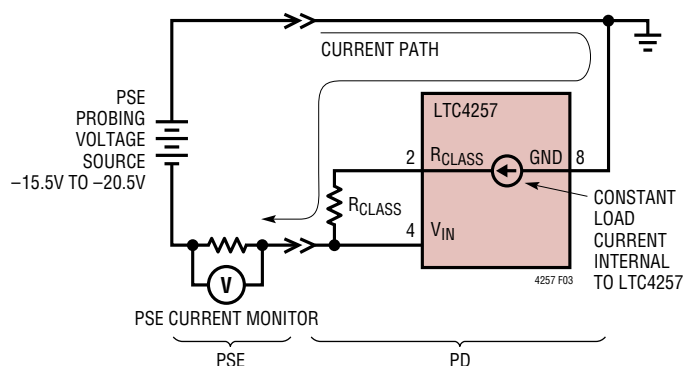 CURRENT PATH
PSE
PROBING
VOLTAGE
SOURCE
–15.5V TO –20.5V
LTC4257
2
RCLASS
GND
8
RCLASS
CONSTANT
LOAD
CURRENT
INTERNAL
TO LTC4257
4
VIN
V
4257 F03
PSE CURRENT MONITOR
PSE
PD